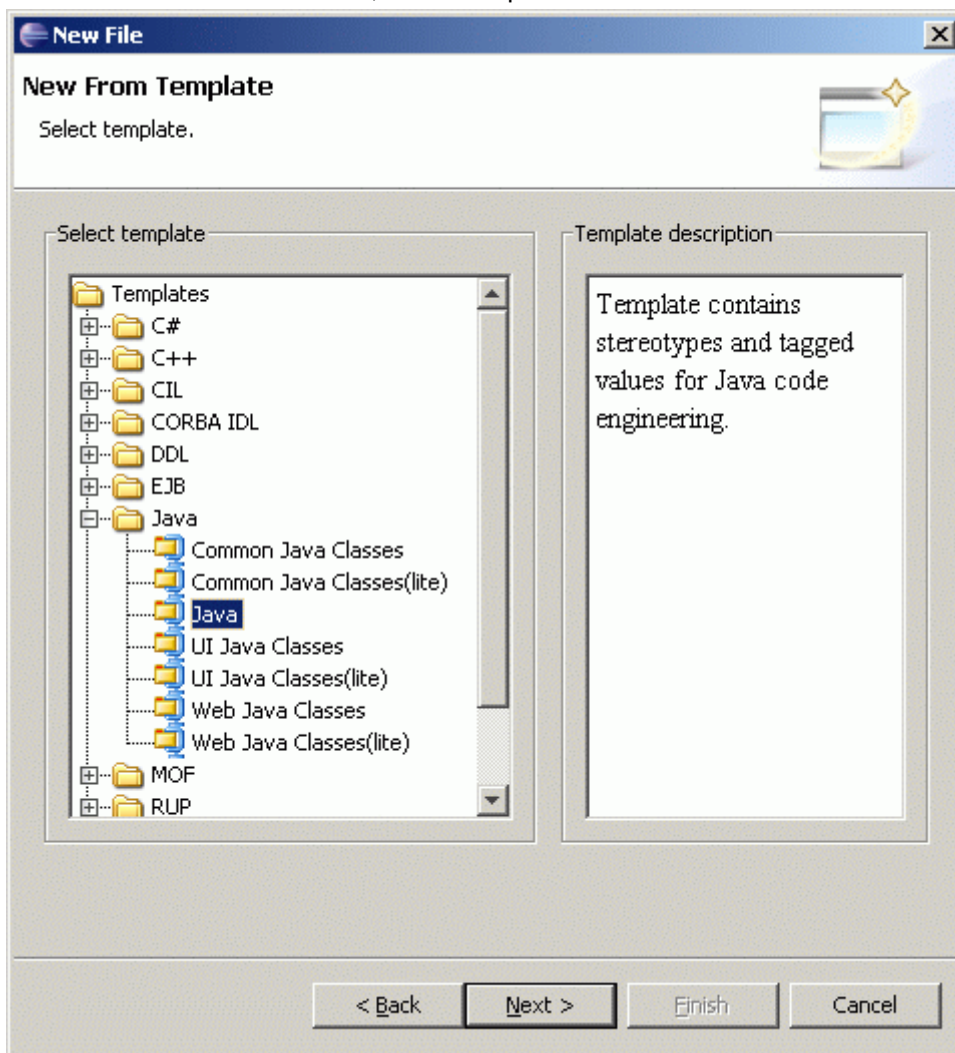 New File
New From Template
Select template.
Select template
Templates
C#
C++
CIL
CORBA IDL
DDL
EJB
Java
Common Java Classes
Common Java Classes(lite)
Java
UI Java Classes
UI Java Classes(lite)
Web Java Classes
Web Java Classes(lite)
MOF
RUP
Template description
Template contains
stereotypes and tagged
values for Java code
engineering.
< Back
Next >
Finish
Cancel